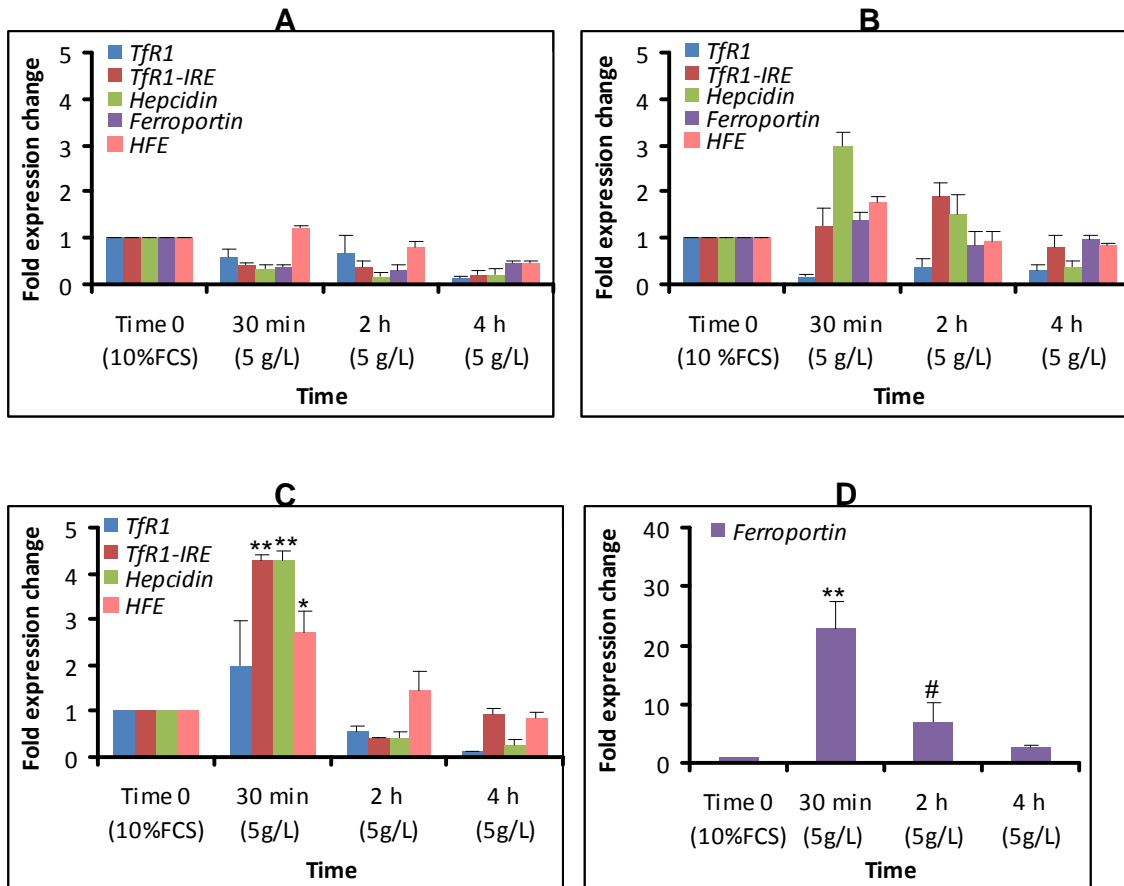 A
Fold expression change
5
4
3
2
1
0
TfR1
TfR1-IRE
Hepcidin
Ferroportin
HFE
Time 0 30 min 2 h 4 h
(10%FCS) (5 g/L) (5 g/L) (5 g/L)
Time
B
Fold expression change
5
4
3
2
1
0
TfR1
TfR1-IRE
Hepcidin
Ferroportin
HFE
Time 0 30 min 2 h 4 h
(10 %FCS) (5 g/L) (5 g/L) (5 g/L)
Time
C
Fold expression change
5
4
3
2
1
0
TfR1
TfR1-IRE
Hepcidin
HFE
** **
*
Time 0 30 min 2 h 4 h
(10%FCS) (5g/L) (5g/L) (5g/L)
Time
D
Fold expression change
40
30
20
10
0
Ferroportin
**
#
Time 0 30 min 2 h 4 h
(10%FCS) (5g/L) (5g/L) (5g/L)
Time